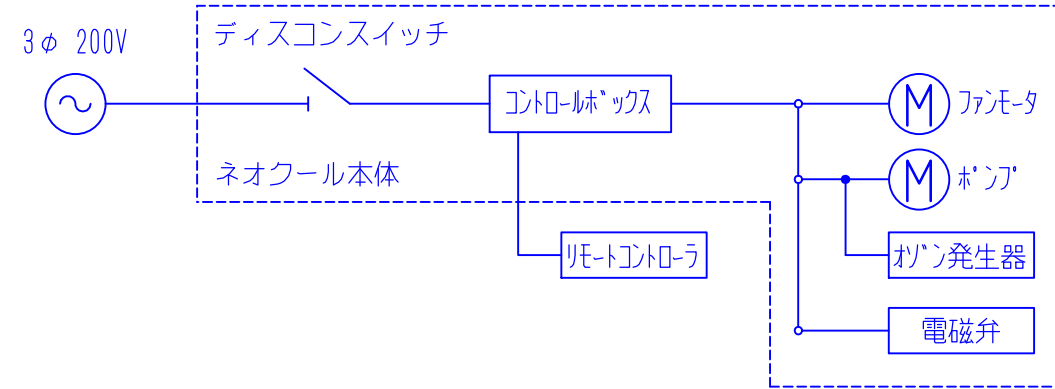 3φ 200V
ディスコンスイッチ
コントロールボックス
M
ファンモータ
ネオクール本体
M
ポンプ
リモートコントローラ
オゾン発生器
電磁弁